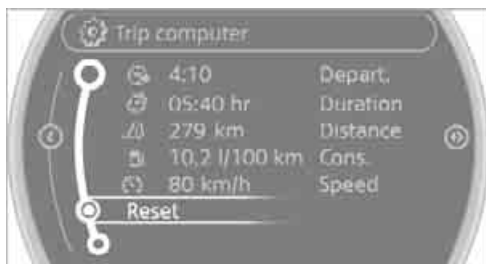 Trip computer
4:10 Depart.
05:40 hr Duration
279 km Distance
10,2 l/100 km Cons.
80 km/h Speed
Reset